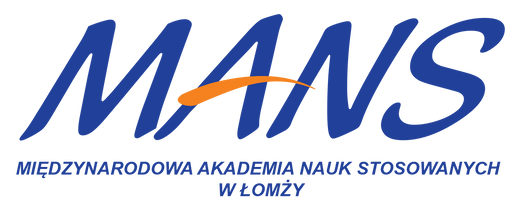 MANS
MIĘDZYNARODOWA AKADEMIA NAUK STOSOWANYCH
W ŁOMŻY